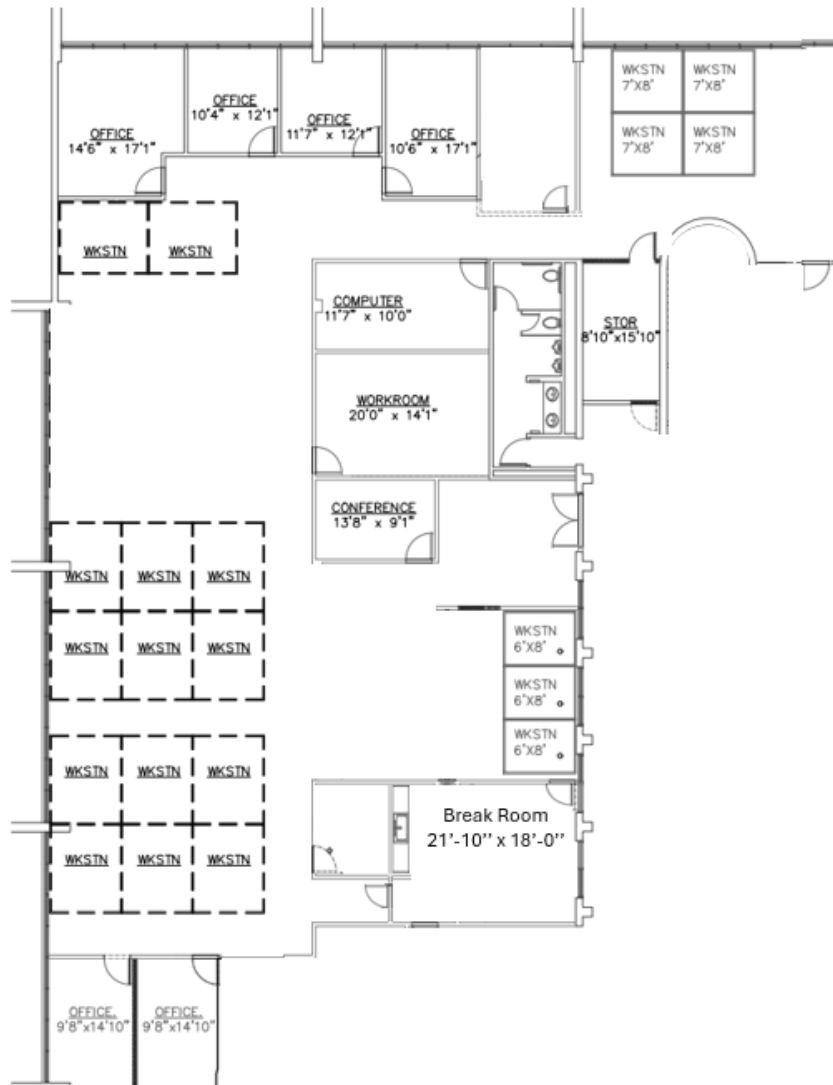 OFFICE
14'6" x 17'1"
OFFICE
10'4" x 12'1"
OFFICE
11'7" x 12'1"
OFFICE
10'6" x 17'1"
WKSTN
7'X8'
WKSTN
7'X8'
WKSTN
7'X8'
WKSTN
7'X8'
WKSTN
WKSTN
COMPUTER
11'7" x 10'0"
STOR
8'10"x15'10"
WORKROOM
20'0" x 14'1"
CONFERENCE
13'8" x 9'1"
WKSTN
WKSTN
WKSTN
WKSTN
WKSTN
WKSTN
WKSTN
6'X8'
WKSTN
6'X8'
WKSTN
6'X8'
WKSTN
WKSTN
WKSTN
WKSTN
WKSTN
WKSTN
Break Room
21'-10'' x 18'-0''
OFFICE.
9'8"x14'10"
OFFICE.
9'8"x14'10"